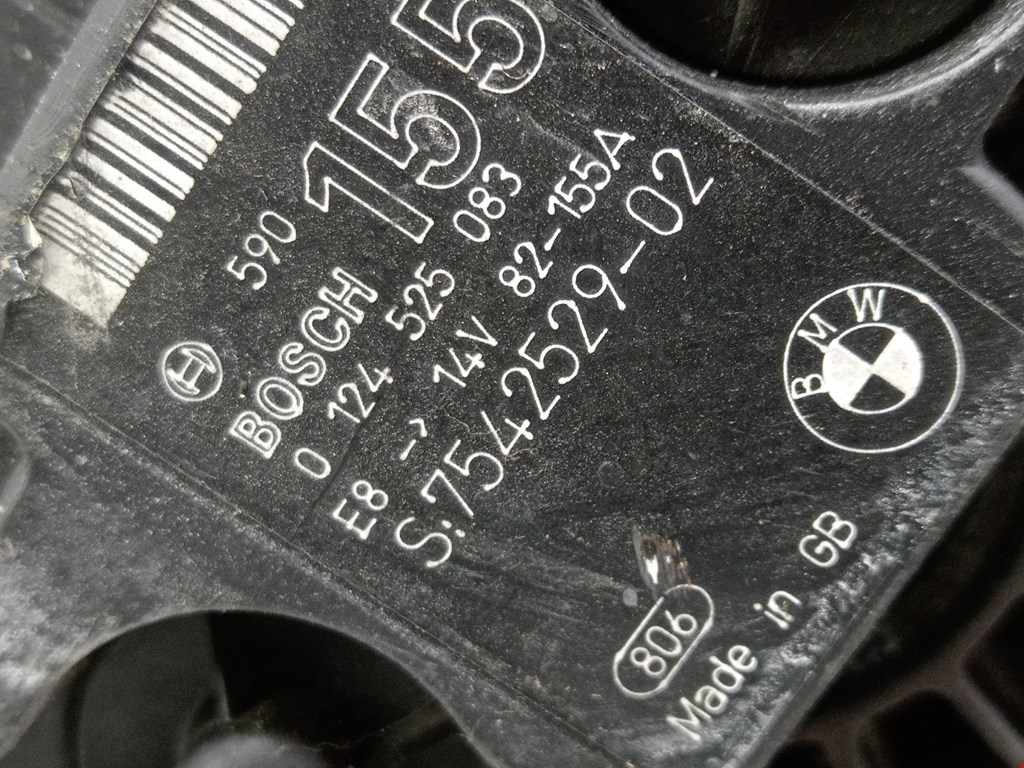 590
155
BOSCH
0 124 525 083
E8 -> 14V 82-155A
S:7542529-02
BMW
806
Made in GB